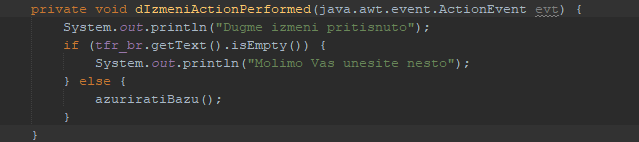 private void dIzmeniActionPerformed(java.awt.event.ActionEvent evt) {
    System.out.println("Dugme izmeni pritisnuto");
    if (tfr_br.getText().isEmpty()) {
        System.out.println("Molimo Vas unesite nesto");
    } else {
        azuriratiBazu();
    }
}